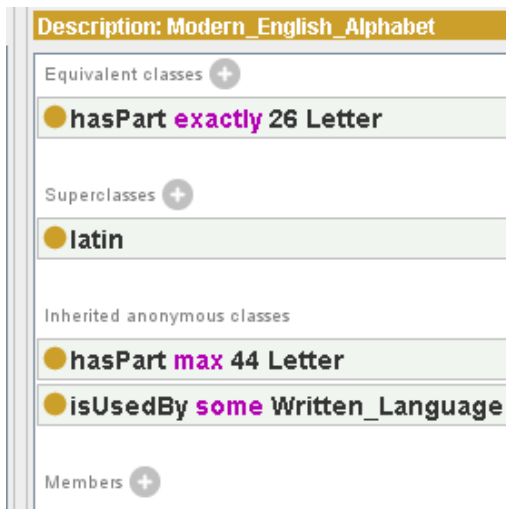 Description: Modern_English_Alphabet
Equivalent classes
hasPart exactly 26 Letter
Superclasses
latin
Inherited anonymous classes
hasPart max 44 Letter
isUsedBy some Written_Language
Members